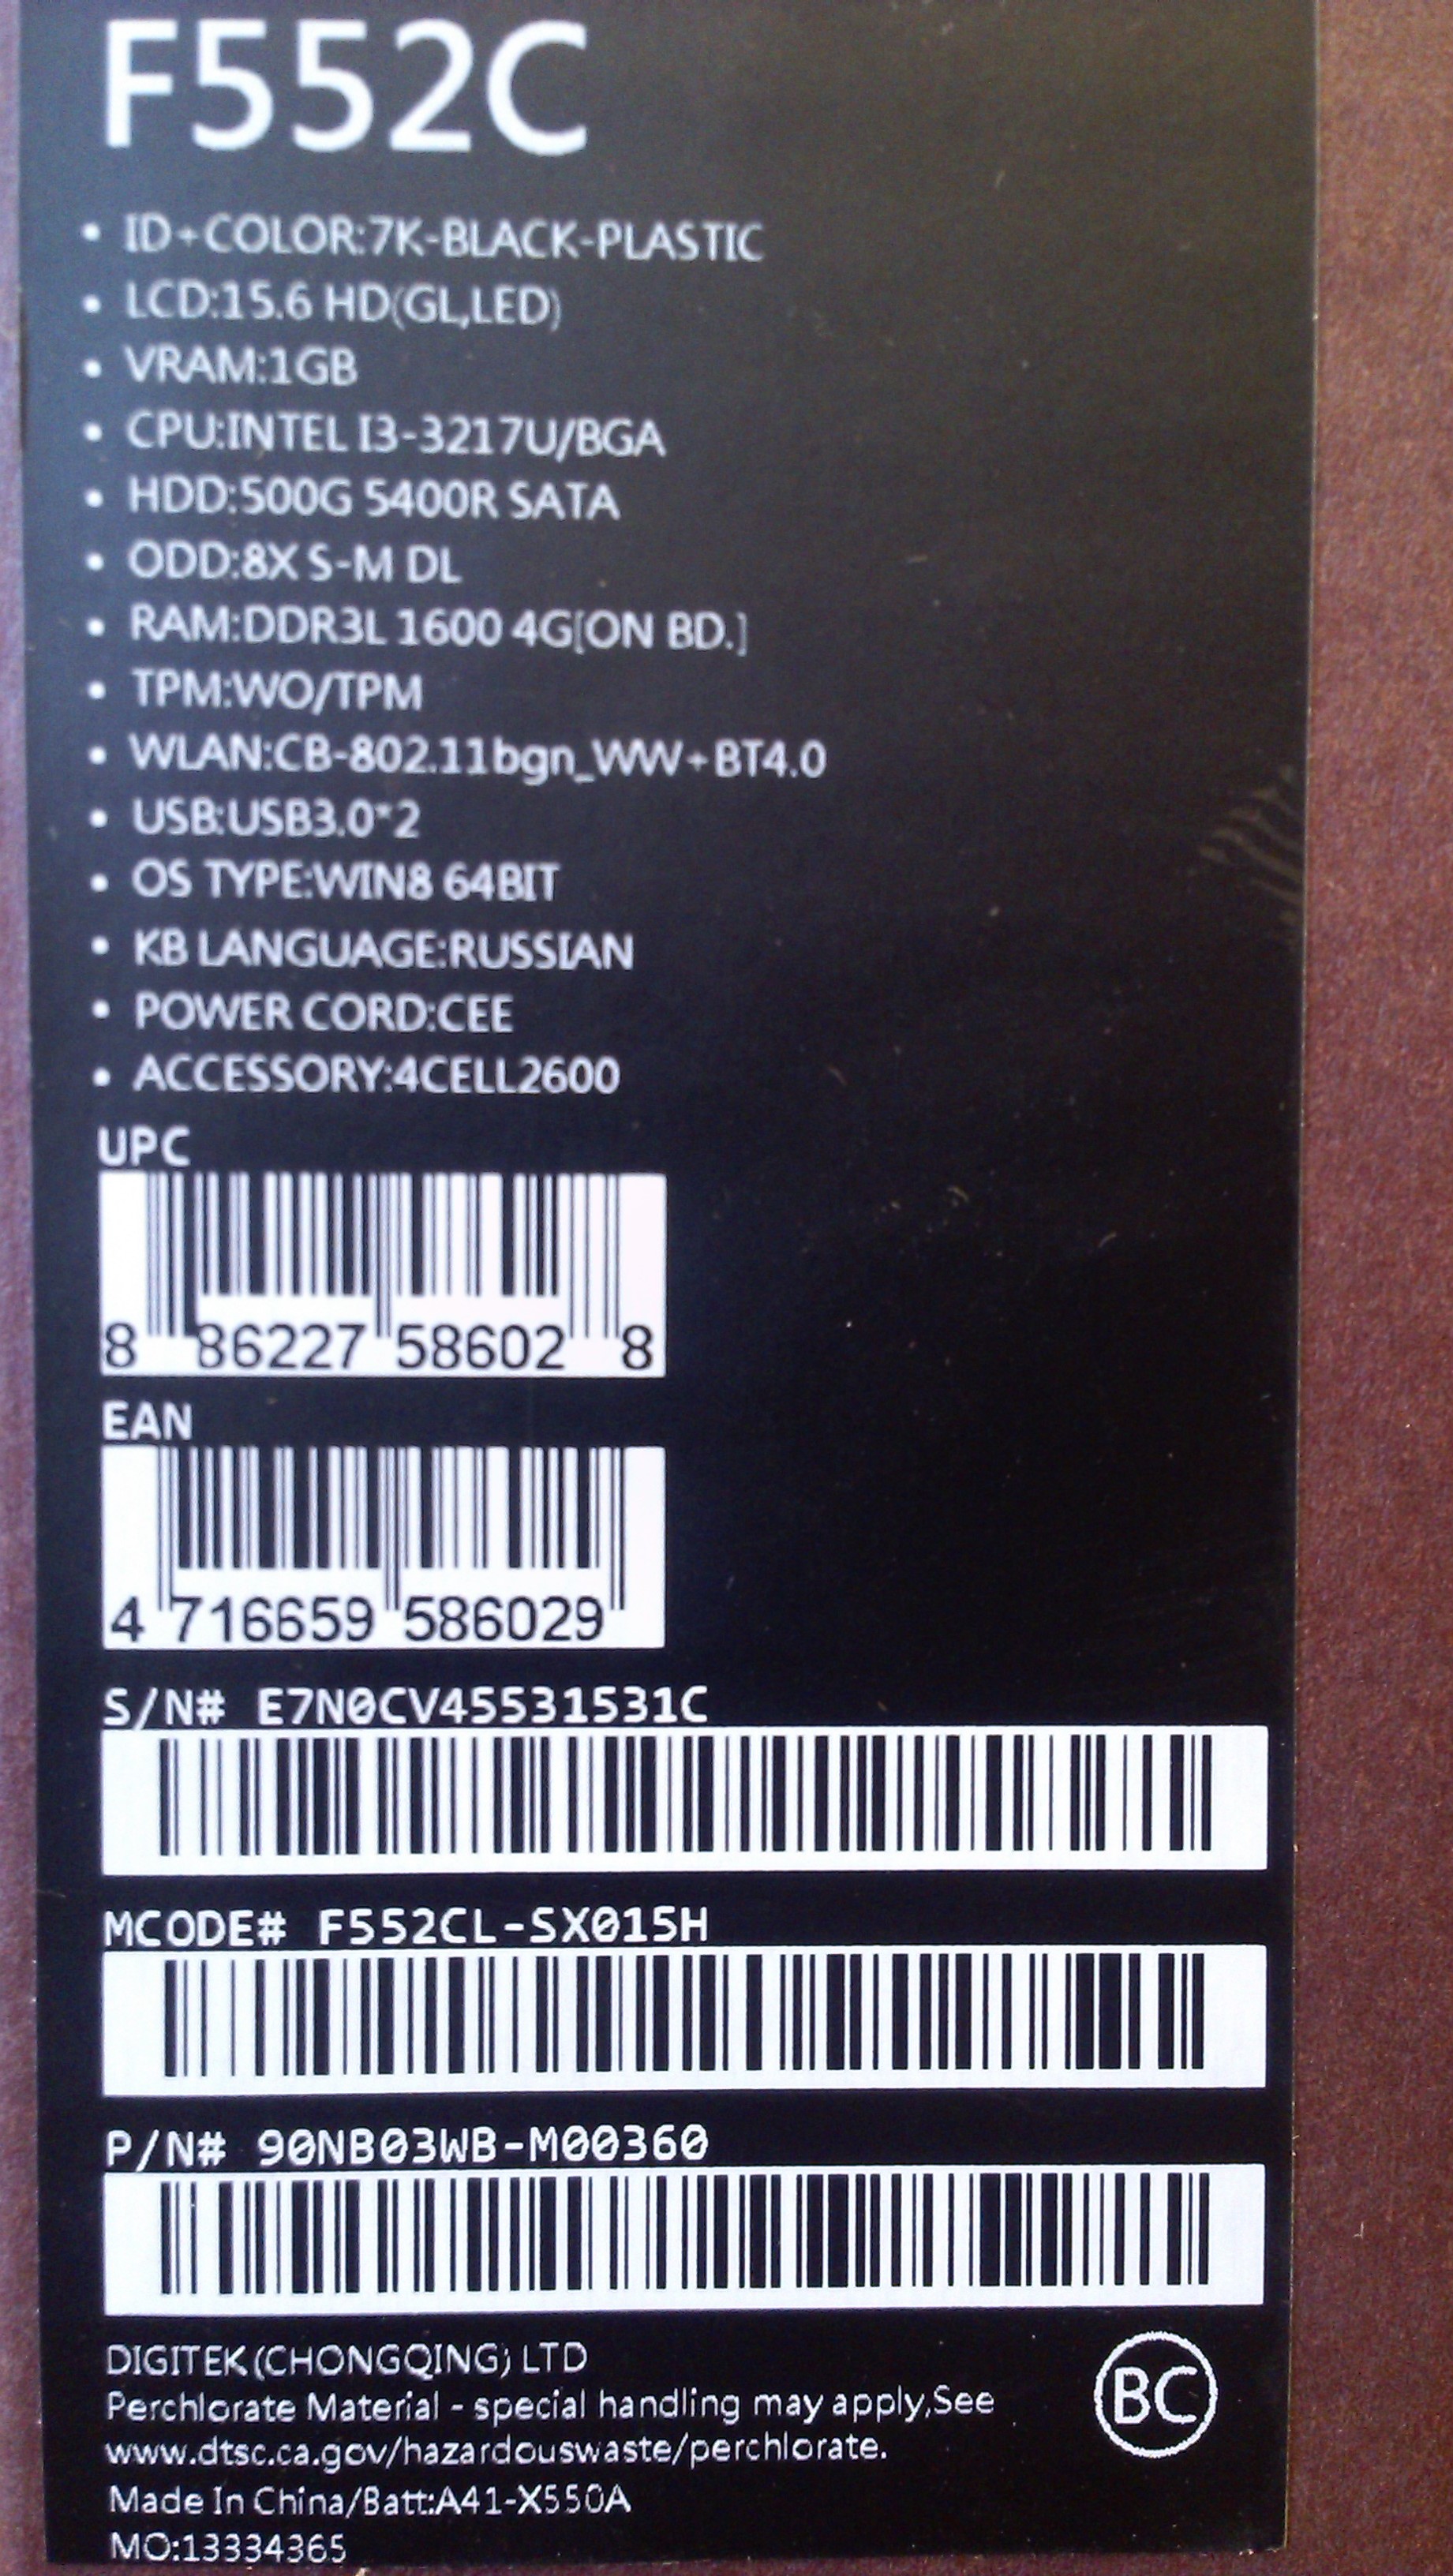 F552C
• ID+COLOR:7K-BLACK-PLASTIC
• LCD:15.6 HD(GL,LED)
• VRAM:1GB
• CPU:INTEL I3-3217U/BGA
• HDD:500G 5400R SATA
• ODD:8X S-M DL
• RAM:DDR3L 1600 4G[ON BD.]
• TPM:WO/TPM
• WLAN:CB-802.11bgn_WW+BT4.0
• USB:USB3.0*2
• OS TYPE:WIN8 64BIT
• KB LANGUAGE:RUSSIAN
• POWER CORD:CEE
• ACCESSORY:4CELL2600
UPC
8 86227 58602 8
EAN
4 716659 586029
S/N# E7N0CV45531531C
MCODE# F552CL-SX015H
P/N# 90NB03WB-M00360
DIGITEK(CHONGQING) LTD
Perchlorate Material - special handling may apply,See
www.dtsc.ca.gov/hazardouswaste/perchlorate.
Made In China/Batt:A41-X550A
MO:13334365
BC